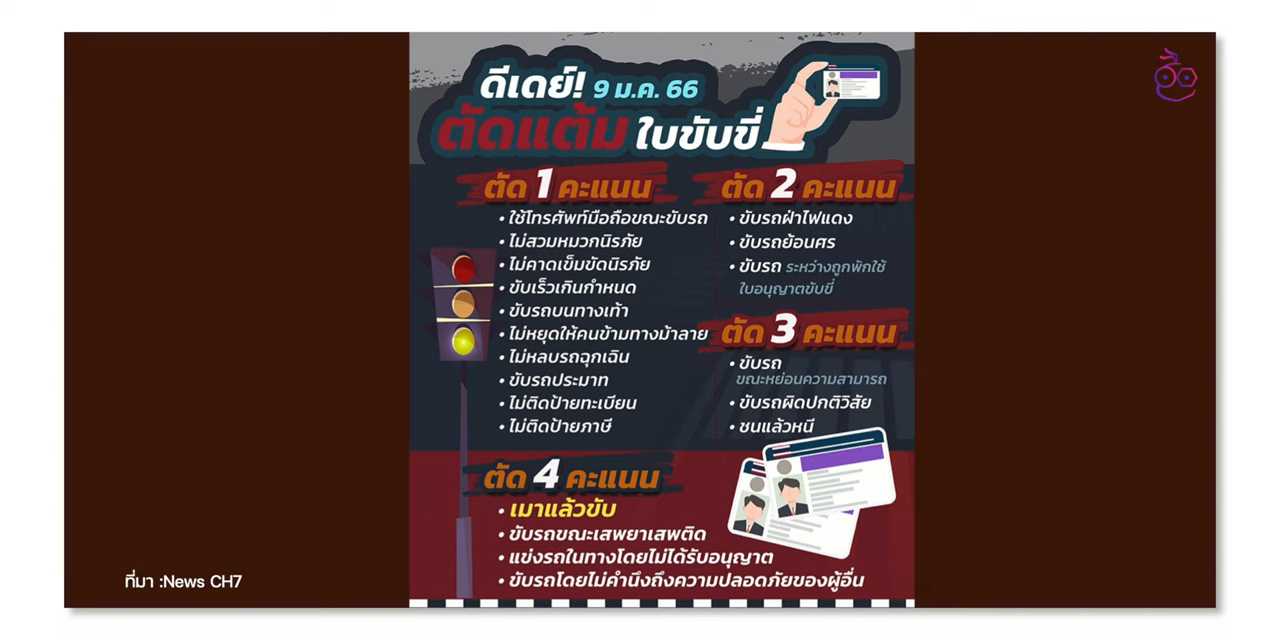 ดีเดย์! 9 ม.ค. 66
ตัดแต้ม ใบขับขี่
ตัด 1 คะแนน
• ใช้โทรศัพท์มือถือขณะขับรถ
• ไม่สวมหมวกนิรภัย
• ไม่คาดเข็มขัดนิรภัย
• ขับเร็วเกินกำหนด
• ขับรถบนทางเท้า
• ไม่หยุดให้คนข้ามทางม้าลาย
• ไม่หลบรถฉุกเฉิน
• ขับรถประมาท
• ไม่ติดป้ายทะเบียน
• ไม่ติดป้ายภาษี
ตัด 2 คะแนน
• ขับรถฝ่าไฟแดง
• ขับรถย้อนศร
• ขับรถ ระหว่างถูกพักใช้
ใบอนุญาตขับขี่
ตัด 3 คะแนน
• ขับรถ
ขณะหย่อนความสามารถ
• ขับรถผิดปกติวิสัย
• ชนแล้วหนี
ตัด 4 คะแนน
• เมาแล้วขับ
• ขับรถขณะเสพยาเสพติด
• แข่งรถในทางโดยไม่ได้รับอนุญาต
• ขับรถโดยไม่คำนึงถึงความปลอดภัยของผู้อื่น
ที่มา :News CH7